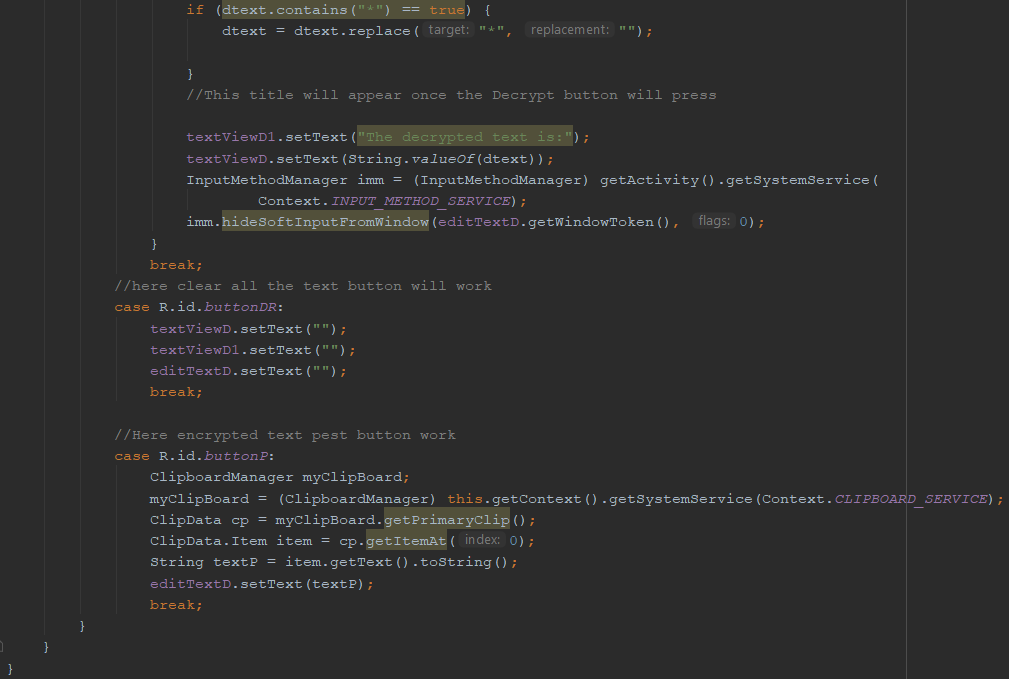 if (dtext.contains("*") == true) {
dtext = dtext.replace( target: "*", replacement: "");
}
//This title will appear once the Decrypt button will press
textViewD1.setText("The decrypted text is:");
textViewD.setText(String.valueOf(dtext));
InputMethodManager imm = (InputMethodManager) getActivity().getSystemService(
Context.INPUT_METHOD_SERVICE);
imm.hideSoftInputFromWindow(editTextD.getWindowToken(), flags: 0);
}
break;
//here clear all the text button will work
case R.id.buttonDR:
textViewD.setText("");
textViewD1.setText("");
editTextD.setText("");
break;
//Here encrypted text pest button work
case R.id.buttonP:
ClipboardManager myClipBoard;
myClipBoard = (ClipboardManager) this.getContext().getSystemService(Context.CLIPBOARD_SERVICE);
ClipData cp = myClipBoard.getPrimaryClip();
ClipData.Item item = cp.getItemAt( index: 0);
String textP = item.getText().toString();
editTextD.setText(textP);
break;
}
}
}